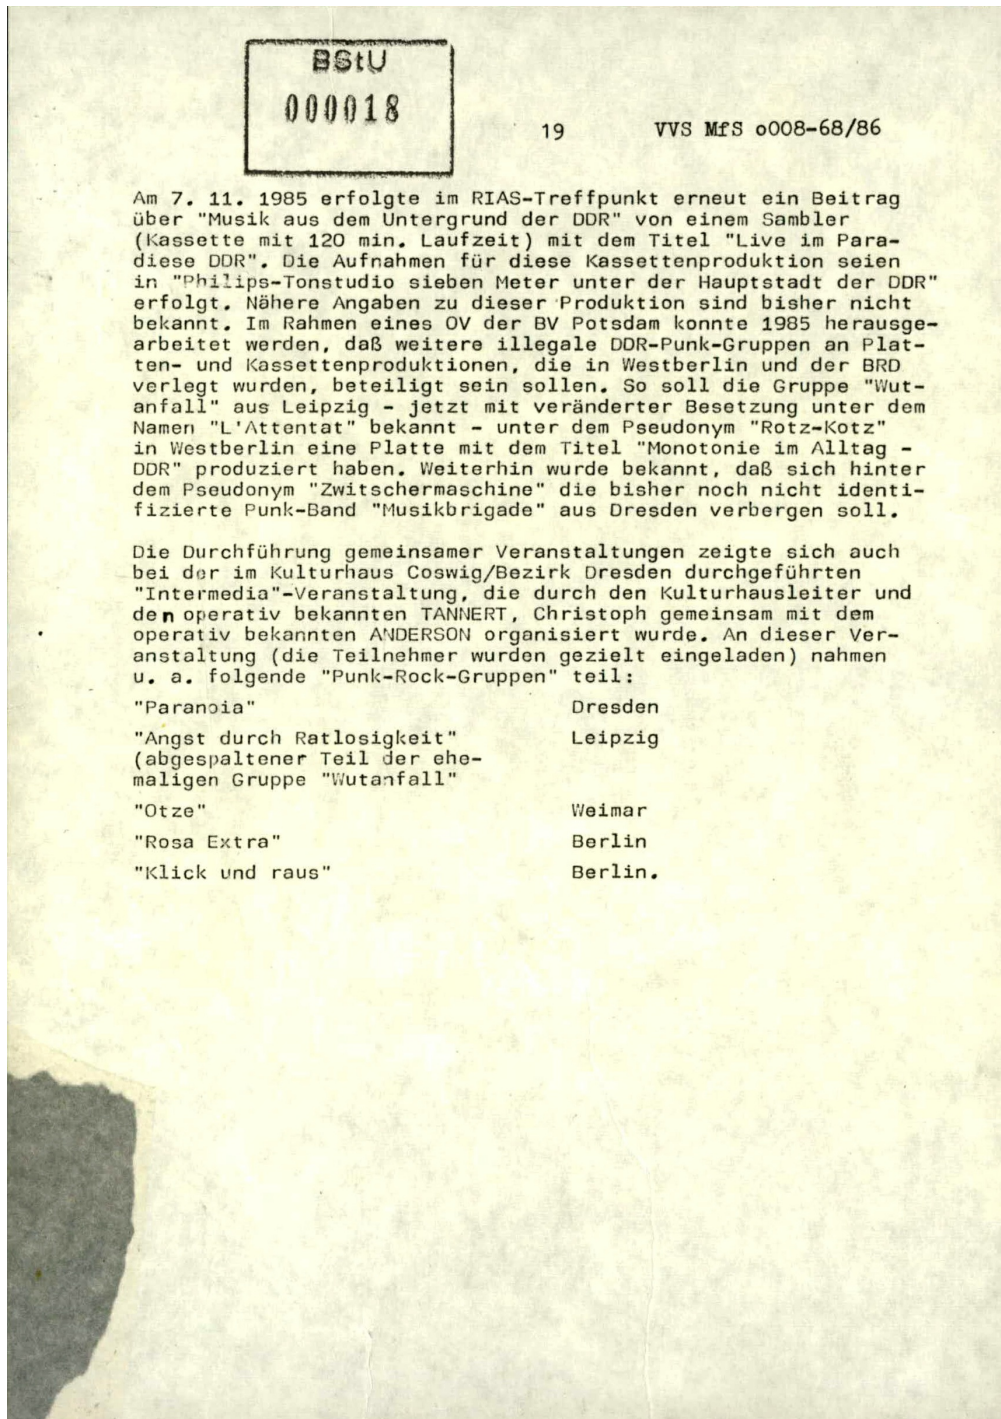 BStU
000018
19 VVS MfS o008-68/86
Am 7. 11. 1985 erfolgte im RIAS-Treffpunkt erneut ein Beitrag
über "Musik aus dem Untergrund der DDR" von einem Sambler
(Kassette mit 120 min. Laufzeit) mit dem Titel "Live im Para-
diese DDR". Die Aufnahmen für diese Kassettenproduktion seien
in "Philips-Tonstudio sieben Meter unter der Hauptstadt der DDR"
erfolgt. Nähere Angaben zu dieser Produktion sind bisher nicht
bekannt. Im Rahmen eines OV der BV Potsdam konnte 1985 herausge-
arbeitet werden, daß weitere illegale DDR-Punk-Gruppen an Plat-
ten- und Kassettenproduktionen, die in Westberlin und der BRD
verlegt wurden, beteiligt sein sollen. So soll die Gruppe "Wut-
anfall" aus Leipzig - jetzt mit veränderter Besetzung unter dem
Namen "L'Attentat" bekannt - unter dem Pseudonym "Rotz-Kotz"
in Westberlin eine Platte mit dem Titel "Monotonie im Alltag -
DDR" produziert haben. Weiterhin wurde bekannt, daß sich hinter
dem Pseudonym "Zwitschermaschine" die bisher noch nicht identi-
fizierte Punk-Band "Musikbrigade" aus Dresden verbergen soll.
Die Durchführung gemeinsamer Veranstaltungen zeigte sich auch
bei der im Kulturhaus Coswig/Bezirk Dresden durchgeführten
"Intermedia"-Veranstaltung, die durch den Kulturhausleiter und
den operativ bekannten TANNERT, Christoph gemeinsam mit dem
operativ bekannten ANDERSON organisiert wurde. An dieser Ver-
anstaltung (die Teilnehmer wurden gezielt eingeladen) nahmen
u. a. folgende "Punk-Rock-Gruppen" teil:
"Paranoia" Dresden
"Angst durch Ratlosigkeit" Leipzig
(abgespaltener Teil der ehe-
maligen Gruppe "Wutanfall"
"Otze" Weimar
"Rosa Extra" Berlin
"Klick und raus" Berlin.